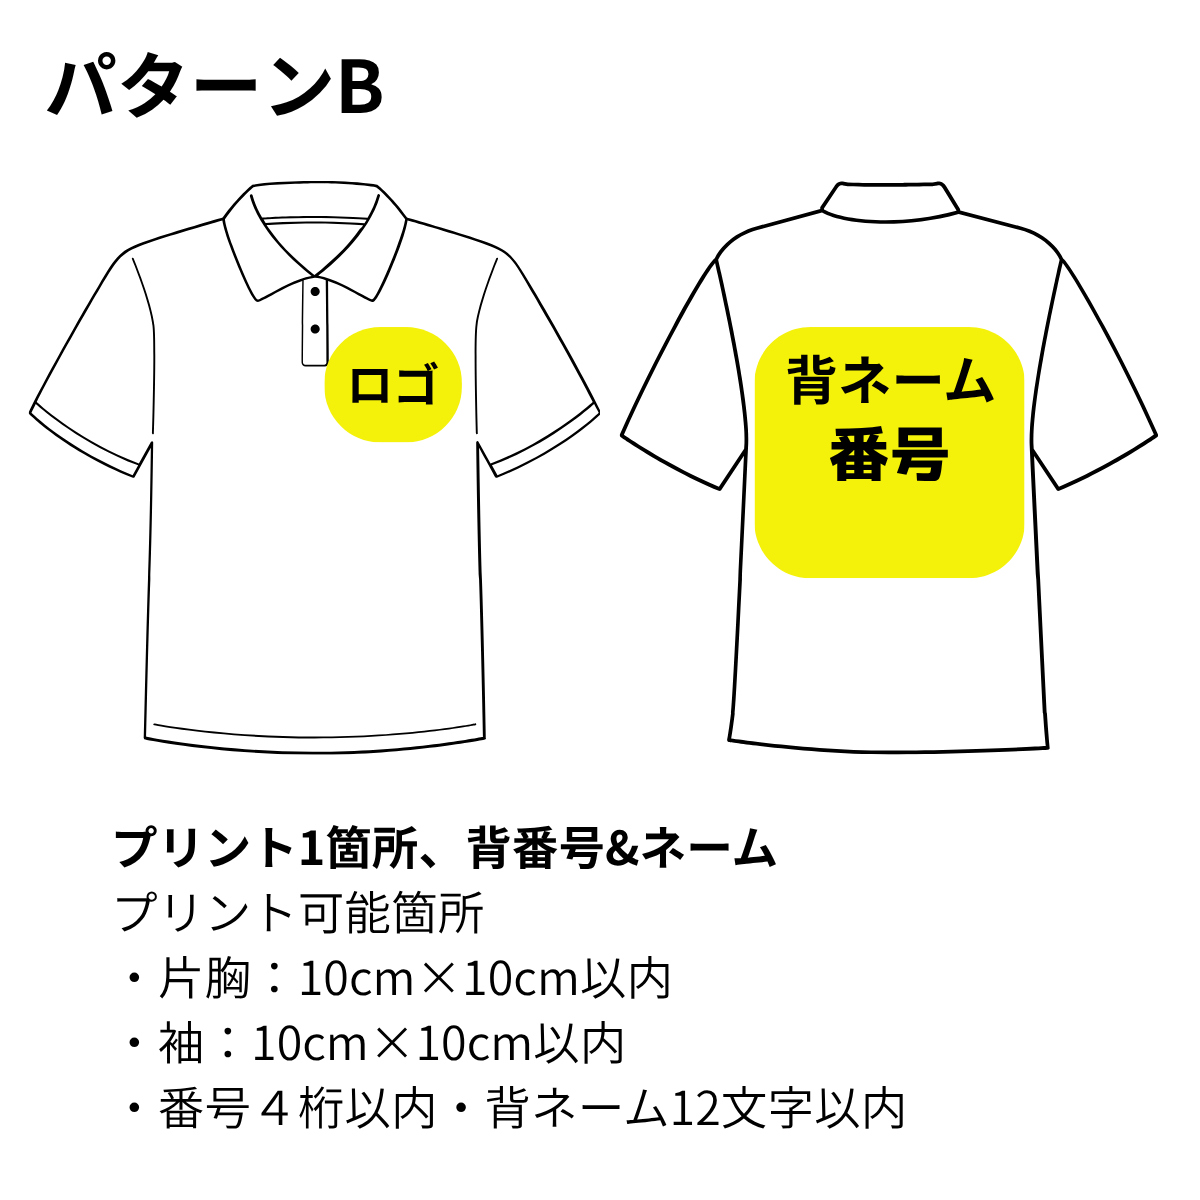 パターンB
ロゴ
背ネーム
番号
プリント1箇所、背番号&ネーム
プリント可能箇所
・片胸：10cm×10cm以内
・袖：10cm×10cm以内
・番号４桁以内・背ネーム12文字以内